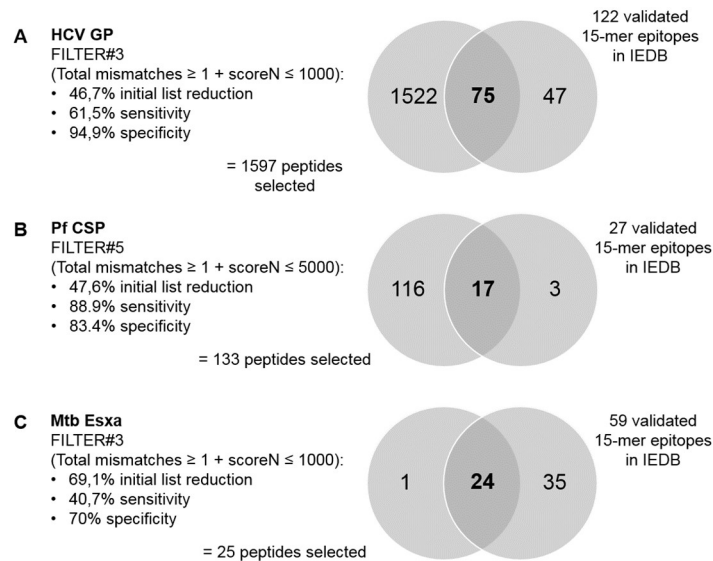 A HCV GP
FILTER#3
(Total mismatches ≥ 1 + scoreN ≤ 1000):
• 46,7% initial list reduction
• 61,5% sensitivity
• 94,9% specificity
= 1597 peptides
selected
1522 75 47
122 validated
15-mer epitopes
in IEDB
B Pf CSP
FILTER#5
(Total mismatches ≥ 1 + scoreN ≤ 5000):
• 47,6% initial list reduction
• 88.9% sensitivity
• 83.4% specificity
= 133 peptides selected
116 17 3
27 validated
15-mer epitopes
in IEDB
C Mtb Esxa
FILTER#3
(Total mismatches ≥ 1 + scoreN ≤ 1000):
• 69,1% initial list reduction
• 40,7% sensitivity
• 70% specificity
= 25 peptides selected
1 24 35
59 validated
15-mer epitopes
in IEDB